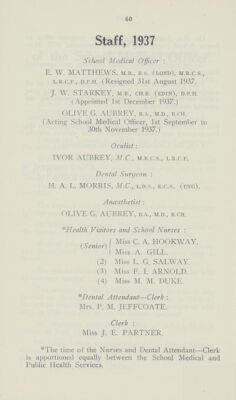 60
Staff, 1937
School Medical Officer :
E. W. MATTHEWS, M.B., B.S. (LOND), M.R.C.S.,
L.R.C.P., D.P.H. (Resigned 31st August 1937.
J. W. STARKEY, M.B., CH.B. (EDIN), D.P.H.
(Appointed 1st December 1937.)
OLIVE G. AUBREY, B.A., M.D., B.CH.
(Acting School Medical Officer, 1st September to
30th November 1937.)
Oculist :
IVOR AUBREY, M.C., M.R.C.S., L.R.C.P.
Dental Surgeon :
H. A. L. MORRIS, M.C., L.D.S., R.C.S. (ENG).
Anæsthetist :
OLIVE G. AUBREY, B.A., M.D., B.CH.
*Health Visitors and School Nurses :
(Senior) { Miss C. A. HOOKWAY.
Miss A. GILL.
(2) Miss L. G. SALWAY.
(3) Miss F. I. ARNOLD.
(4) Miss M. M. DUKE.
*Dental Attendant—Clerk :
Mrs. P. M. JEFFCOATE.
Clerk :
Miss J. E. PARTNER.
*The time of the Nurses and Dental Attendant—Clerk
is apportioned equally between the School Medical and
Public Health Services.